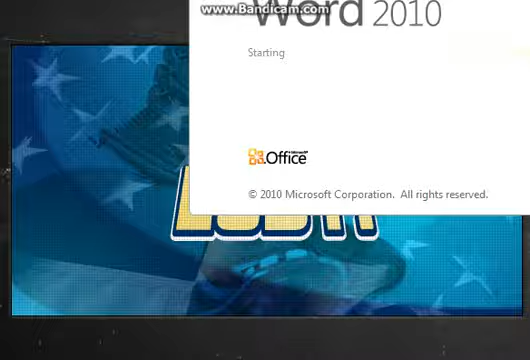 www.Bandicam.com
Word 2010
Starting
Office
© 2010 Microsoft Corporation. All rights reserved.